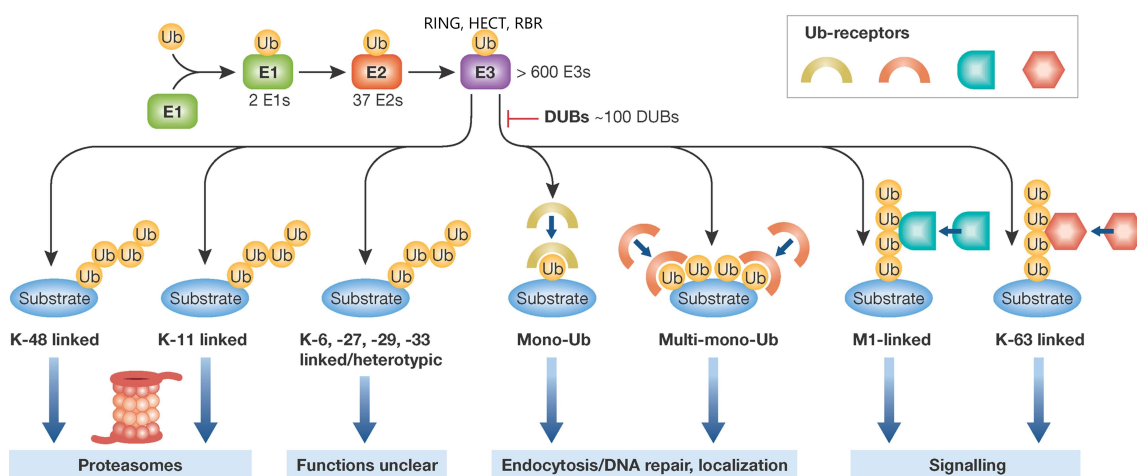 RING, HECT, RBR
Ub-receptors
Ub
Ub
Ub
Ub
E1
E2
E3
> 600 E3s
2 E1s
37 E2s
E1
DUBs ~100 DUBs
Ub
Ub
Ub
Ub
Substrate
Ub
Ub
Ub
Ub
Substrate
Ub
Ub
Ub
Ub
Substrate
Ub
Substrate
Ub
Ub
Ub
Ub
Substrate
Ub
Ub
Ub
Ub
Substrate
Ub
Ub
Ub
Ub
Substrate
K-48 linked
K-11 linked
K-6, -27, -29, -33
linked/heterotypic
Mono-Ub
Multi-mono-Ub
M1-linked
K-63 linked
Proteasomes
Functions unclear
Endocytosis/DNA repair, localization
Signalling